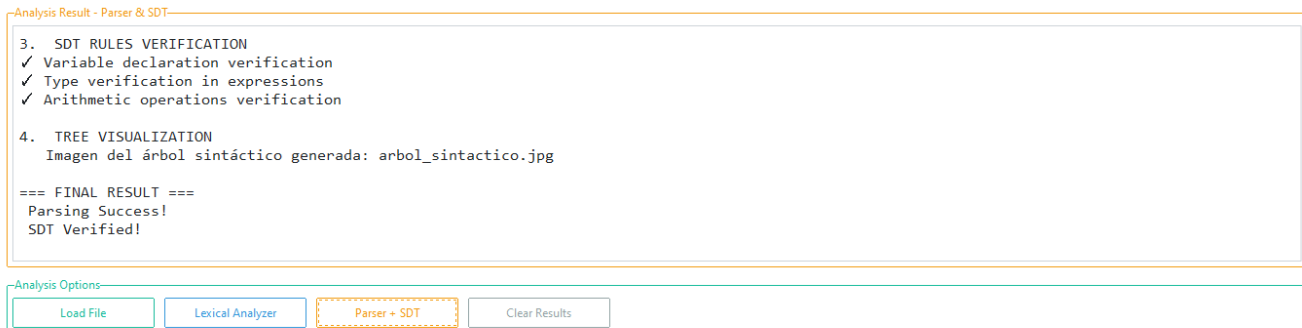 Analysis Result - Parser & SDT
3.  SDT RULES VERIFICATION
✓ Variable declaration verification
✓ Type verification in expressions
✓ Arithmetic operations verification
4.  TREE VISUALIZATION
Imagen del árbol sintáctico generada: arbol_sintactico.jpg
=== FINAL RESULT ===
Parsing Success!
SDT Verified!
Analysis Options
Load File Lexical Analyzer Parser + SDT Clear Results